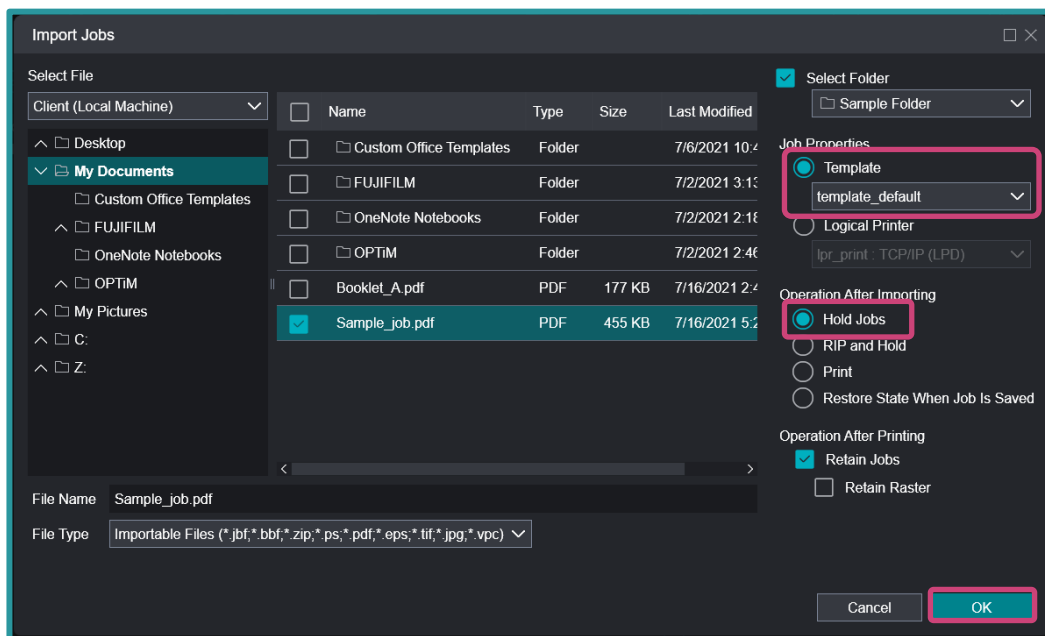 Import Jobs
Select File
Client (Local Machine)
Desktop
My Documents
Custom Office Templates
FUJIFILM
OneNote Notebooks
OPTiM
My Pictures
C:
Z:
Name Type Size Last Modified
Custom Office Templates Folder 7/6/2021 10:4
FUJIFILM Folder 7/2/2021 3:13
OneNote Notebooks Folder 7/2/2021 2:18
OPTiM Folder 7/2/2021 2:46
Booklet_A.pdf PDF 177 KB 7/16/2021 2:4
Sample_job.pdf PDF 455 KB 7/16/2021 5:2
File Name Sample_job.pdf
File Type Importable Files (*.jbf;*.bbf;*.zip;*.ps;*.pdf;*.eps;*.tif;*.jpg;*.vpc)
Select Folder
Sample Folder
Job Properties
Template
template_default
Logical Printer
lpr_print : TCP/IP (LPD)
Operation After Importing
Hold Jobs
RIP and Hold
Print
Restore State When Job Is Saved
Operation After Printing
Retain Jobs
Retain Raster
Cancel OK